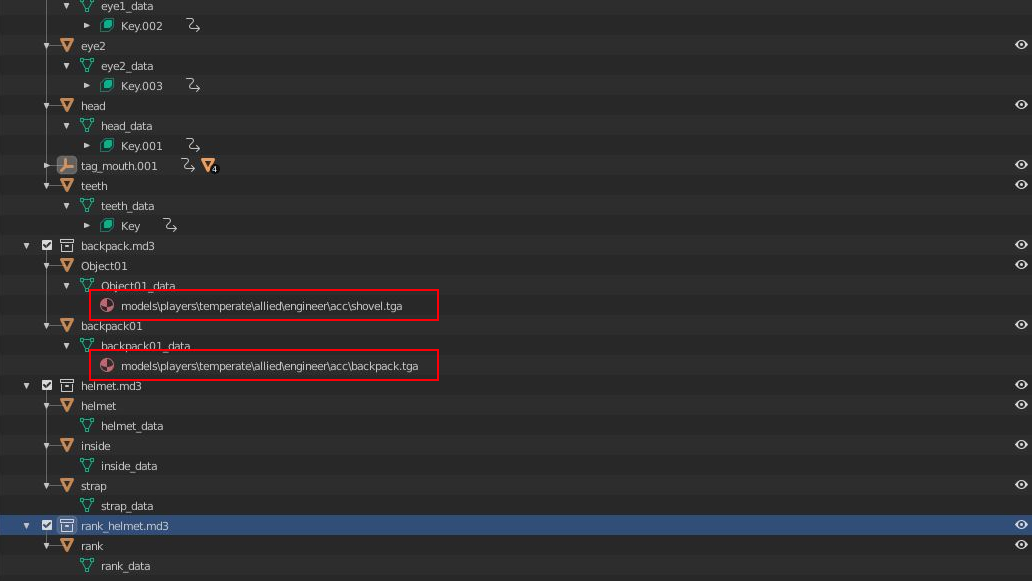 eye1_data
Key.002
eye2
eye2_data
Key.003
head
head_data
Key.001
tag_mouth.001 4
teeth
teeth_data
Key
backpack.md3
Object01
Object01_data
models\players\temperate\allied\engineer\acc\shovel.tga
backpack01
backpack01_data
models\players\temperate\allied\engineer\acc\backpack.tga
helmet.md3
helmet
helmet_data
inside
inside_data
strap
strap_data
rank_helmet.md3
rank
rank_data